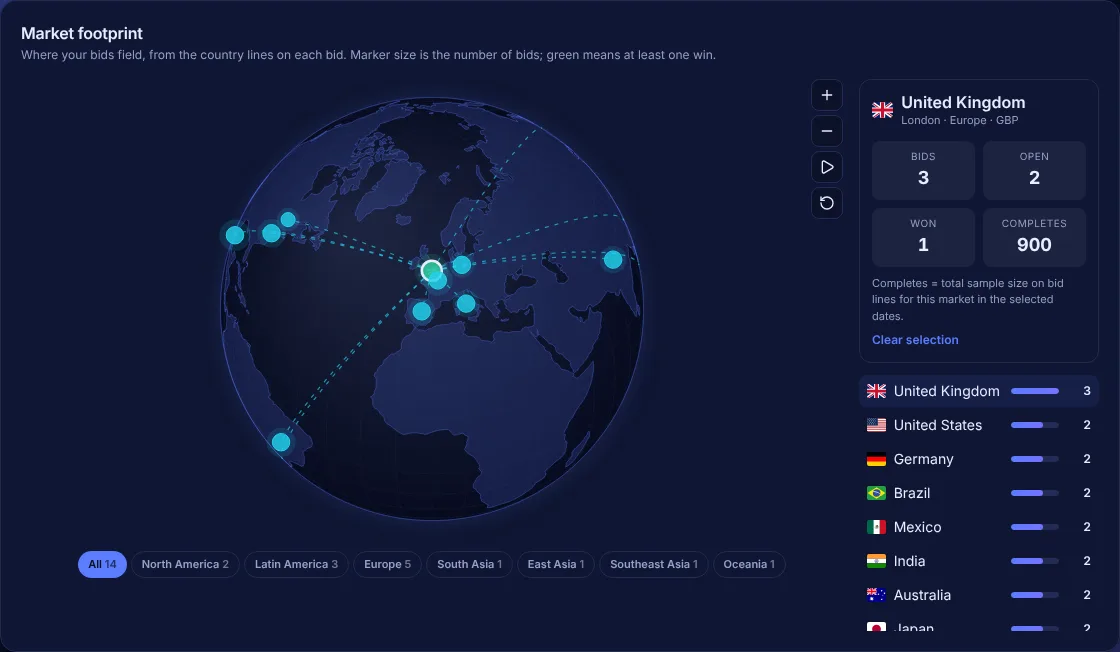 Market footprint
Where your bids field, from the country lines on each bid. Marker size is the number of bids; green means at least one win.
United Kingdom
London · Europe · GBP
BIDS
3
OPEN
2
WON
1
COMPLETES
900
Completes = total sample size on bid
lines for this market in the selected
dates.
Clear selection
United Kingdom 3
United States 2
Germany 2
Brazil 2
Mexico 2
India 2
Australia 2
Japan 2
All 14
North America 2
Latin America 3
Europe 5
South Asia 1
East Asia 1
Southeast Asia 1
Oceania 1